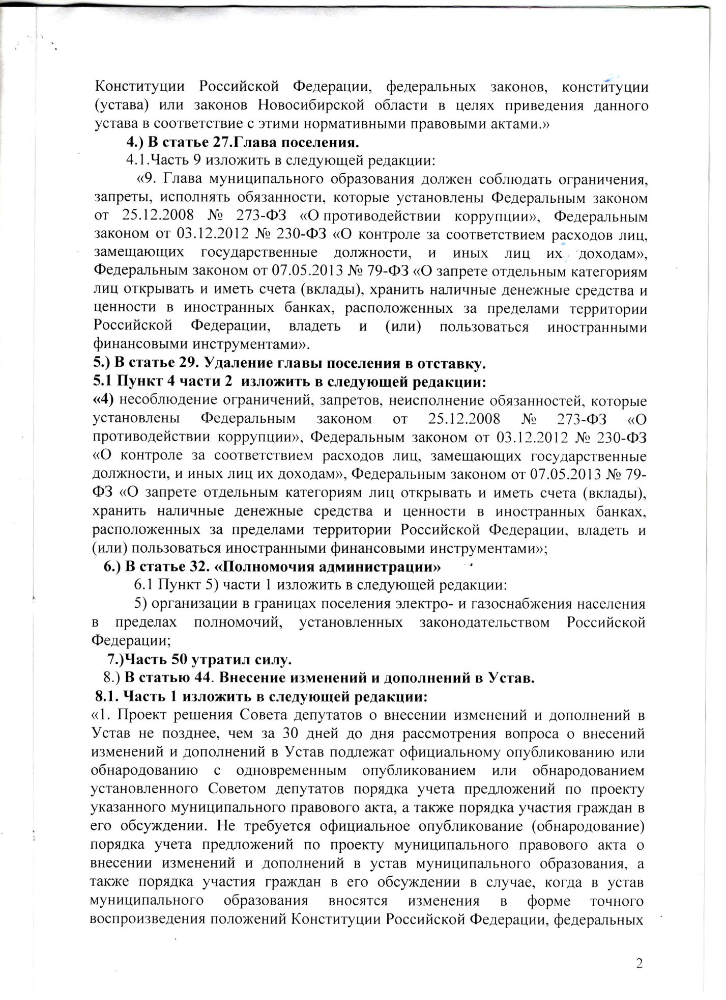 Конституции Российской Федерации, федеральных законов, конституции
(устава) или законов Новосибирской области в целях приведения данного
устава в соответствие с этими нормативными правовыми актами.»
4.) В статье 27.Глава поселения.
4.1.Часть 9 изложить в следующей редакции:
«9. Глава муниципального образования должен соблюдать ограничения,
запреты, исполнять обязанности, которые установлены Федеральным законом
от 25.12.2008 № 273-ФЗ «О противодействии коррупции», Федеральным
законом от 03.12.2012 № 230-ФЗ «О контроле за соответствием расходов лиц,
замещающих государственные должности, и иных лиц их доходам»,
Федеральным законом от 07.05.2013 № 79-ФЗ «О запрете отдельным категориям
лиц открывать и иметь счета (вклады), хранить наличные денежные средства и
ценности в иностранных банках, расположенных за пределами территории
Российской Федерации, владеть и (или) пользоваться иностранными
финансовыми инструментами».
5.) В статье 29. Удаление главы поселения в отставку.
5.1 Пункт 4 части 2 изложить в следующей редакции:
«4) несоблюдение ограничений, запретов, неисполнение обязанностей, которые
установлены Федеральным законом от 25.12.2008 № 273-ФЗ «О
противодействии коррупции», Федеральным законом от 03.12.2012 № 230-ФЗ
«О контроле за соответствием расходов лиц, замещающих государственные
должности, и иных лиц их доходам», Федеральным законом от 07.05.2013 № 79-
ФЗ «О запрете отдельным категориям лиц открывать и иметь счета (вклады),
хранить наличные денежные средства и ценности в иностранных банках,
расположенных за пределами территории Российской Федерации, владеть и
(или) пользоваться иностранными финансовыми инструментами»;
6.) В статье 32. «Полномочия администрации»
6.1 Пункт 5) части 1 изложить в следующей редакции:
5) организации в границах поселения электро- и газоснабжения населения
в пределах полномочий, установленных законодательством Российской
Федерации;
7.)Часть 50 утратил силу.
8.) В статью 44. Внесение изменений и дополнений в Устав.
8.1. Часть 1 изложить в следующей редакции:
«1. Проект решения Совета депутатов о внесении изменений и дополнений в
Устав не позднее, чем за 30 дней до дня рассмотрения вопроса о внесений
изменений и дополнений в Устав подлежат официальному опубликованию или
обнародованию с одновременным опубликованием или обнародованием
установленного Советом депутатов порядка учета предложений по проекту
указанного муниципального правового акта, а также порядка участия граждан в
его обсуждении. Не требуется официальное опубликование (обнародование)
порядка учета предложений по проекту муниципального правового акта о
внесении изменений и дополнений в устав муниципального образования, а
также порядка участия граждан в его обсуждении в случае, когда в устав
муниципального образования вносятся изменения в форме точного
воспроизведения положений Конституции Российской Федерации, федеральных
2